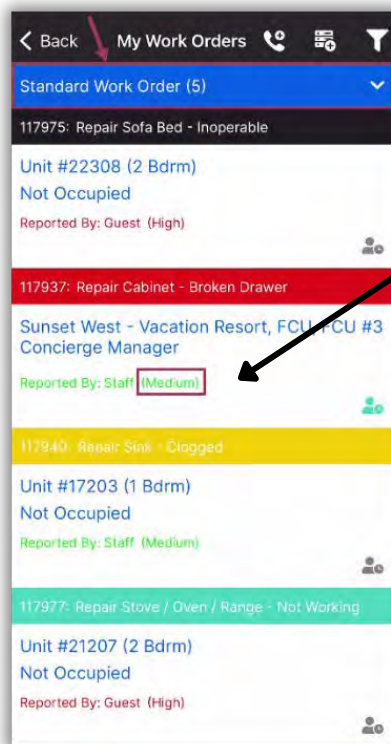 Back My Work Orders
Standard Work Order (5)
117975: Repair Sofa Bed - Inoperable
Unit #22308 (2 Bdrm)
Not Occupied
Reported By: Guest (High)
117937: Repair Cabinet - Broken Drawer
Sunset West - Vacation Resort, FCU, FCU #3
Concierge Manager
Reported By: Staff (Medium)
117940: Repair Sink - Clogged
Unit #17203 (1 Bdrm)
Not Occupied
Reported By: Staff (Medium)
117977: Repair Stove / Oven / Range - Not Working
Unit #21207 (2 Bdrm)
Not Occupied
Reported By: Guest (High)